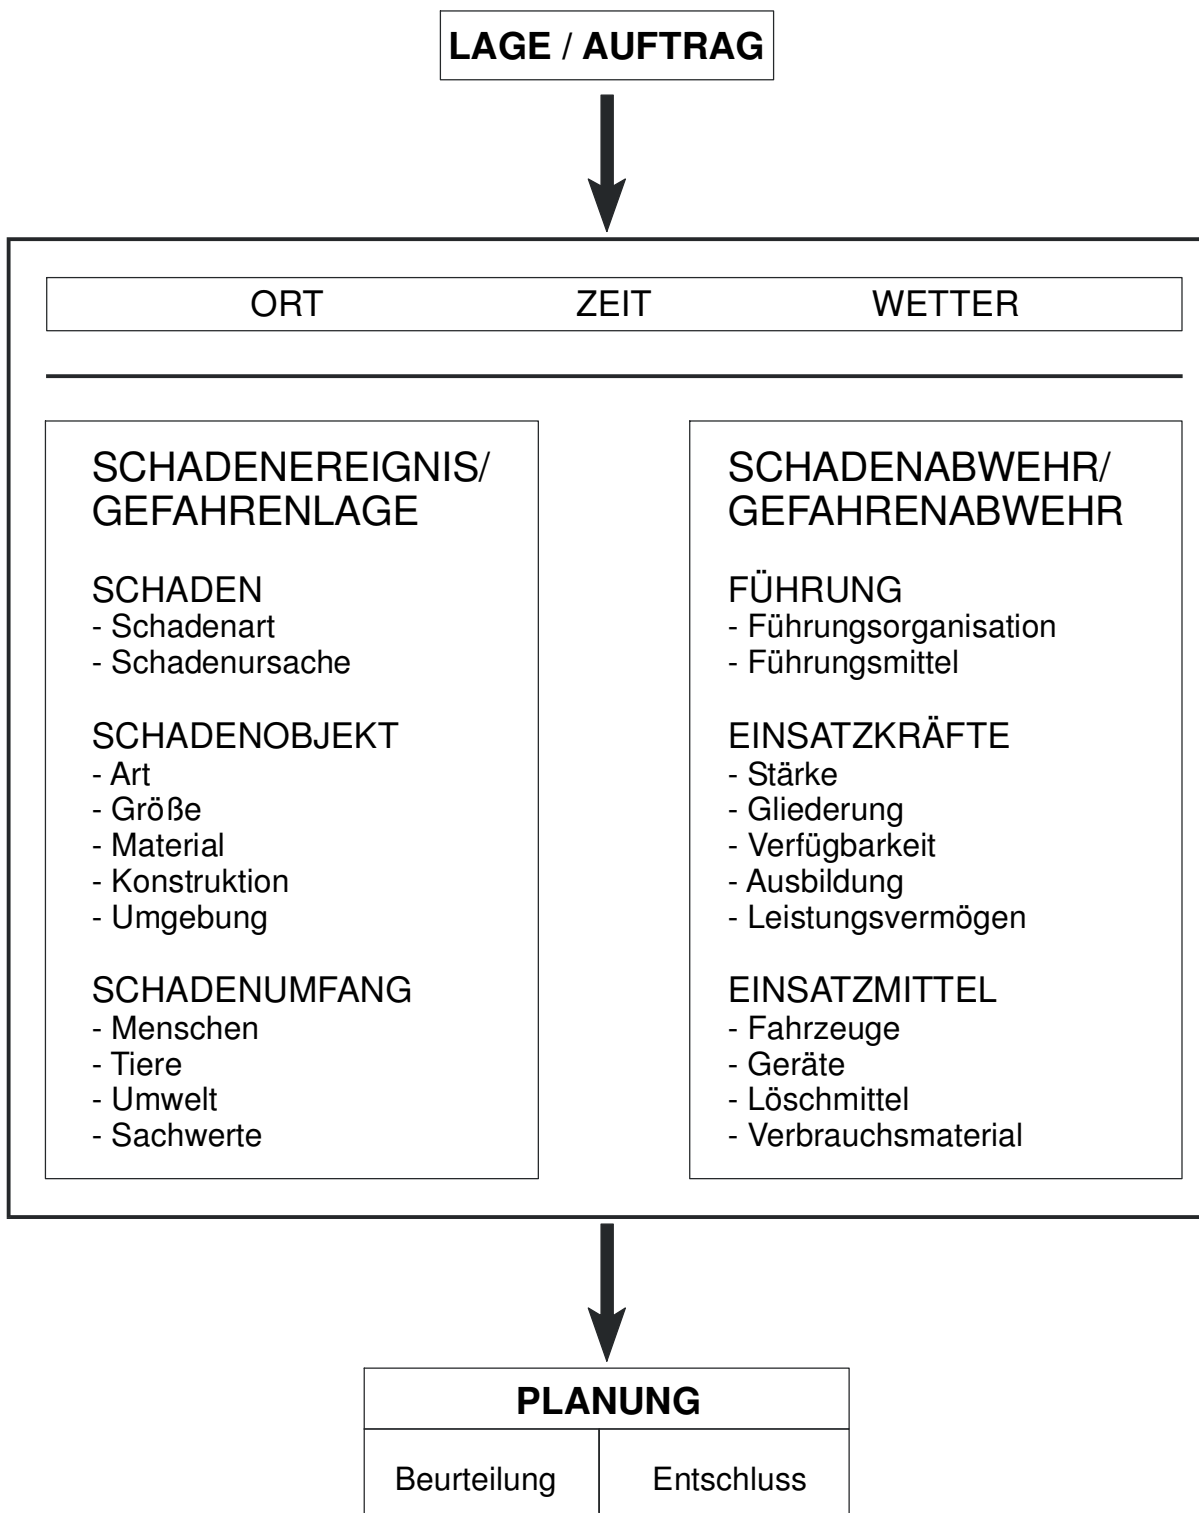 LAGE / AUFTRAG
ORT ZEIT WETTER
SCHADENEREIGNIS/
GEFAHRENLAGE
SCHADEN
- Schadenart
- Schadenursache
SCHADENOBJEKT
- Art
- Größe
- Material
- Konstruktion
- Umgebung
SCHADENUMFANG
- Menschen
- Tiere
- Umwelt
- Sachwerte
SCHADENABWEHR/
GEFAHRENABWEHR
FÜHRUNG
- Führungsorganisation
- Führungsmittel
EINSATZKRÄFTE
- Stärke
- Gliederung
- Verfügbarkeit
- Ausbildung
- Leistungsvermögen
EINSATZMITTEL
- Fahrzeuge
- Geräte
- Löschmittel
- Verbrauchsmaterial
PLANUNG
Beurteilung Entschluss